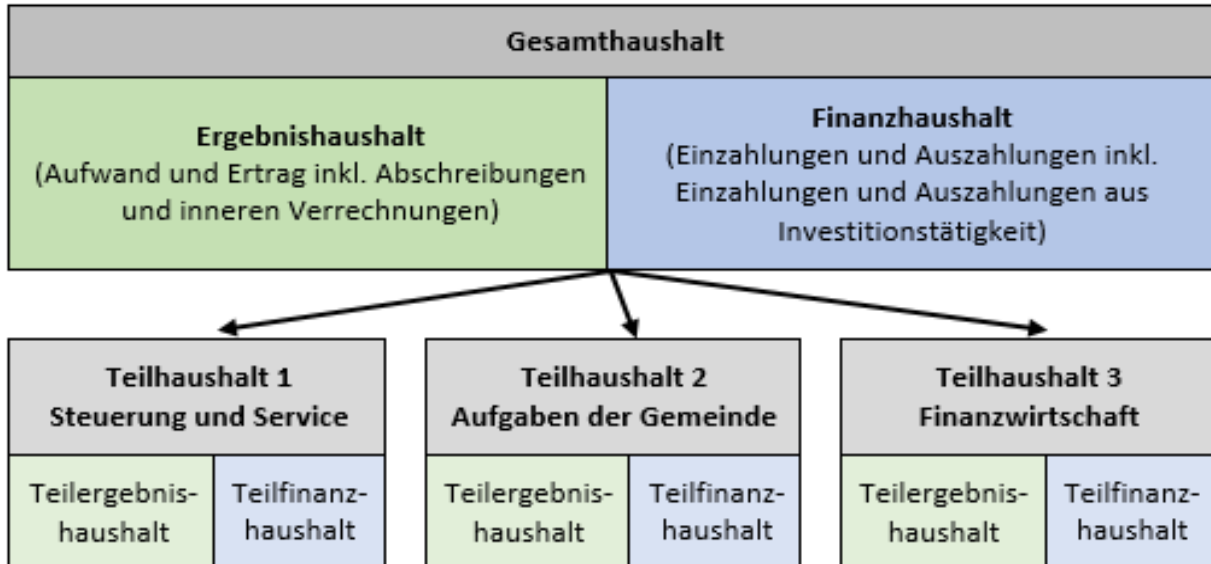 Gesamthaushalt
Ergebnishaushalt
(Aufwand und Ertrag inkl. Abschreibungen
und inneren Verrechnungen)
Finanzhaushalt
(Einzahlungen und Auszahlungen inkl.
Einzahlungen und Auszahlungen aus
Investitionstätigkeit)
Teilhaushalt 1
Steuerung und Service
Teilergebnis-
haushalt
Teilfinanz-
haushalt
Teilhaushalt 2
Aufgaben der Gemeinde
Teilergebnis-
haushalt
Teilfinanz-
haushalt
Teilhaushalt 3
Finanzwirtschaft
Teilergebnis-
haushalt
Teilfinanz-
haushalt